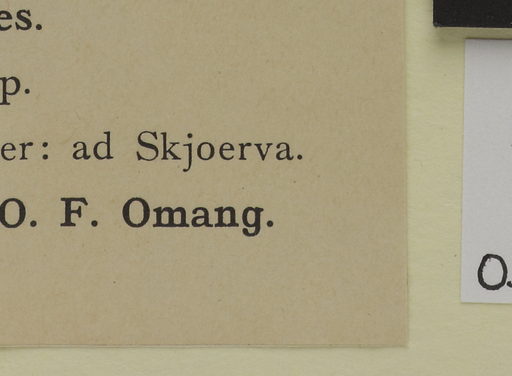 es.
p.
er: ad Skjoerva.
O. F. Omang.
O.